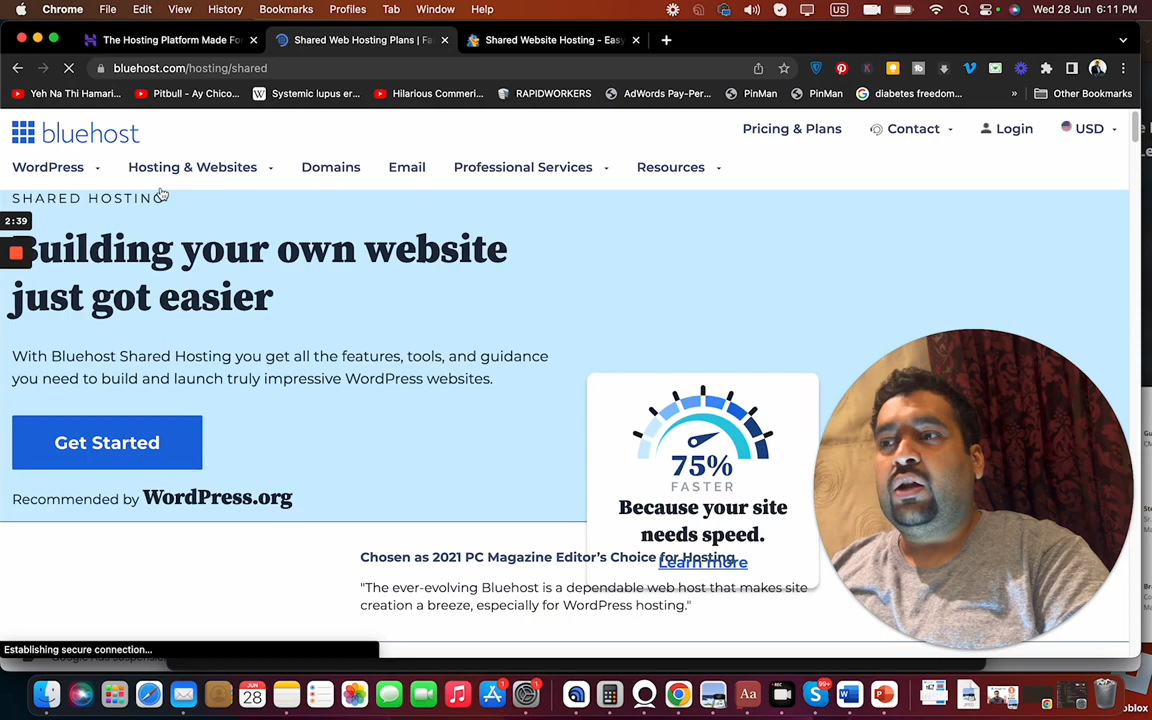 Chrome File Edit View History Bookmarks Profiles Tab Window Help US Wed 28 Jun 6:11 PM
The Hosting Platform Made For Shared Web Hosting Plans | Fa Shared Website Hosting - Easy
bluehost.com/hosting/shared
Yeh Na Thi Hamari... Pitbull - Ay Chico... Systemic lupus er... Hilarious Commeri... RAPIDWORKERS AdWords Pay-Per... PinMan PinMan diabetes freedom... » Other Bookmarks
bluehost Pricing & Plans Contact Login USD
WordPress Hosting & Websites Domains Email Professional Services Resources
SHARED HOSTING
2:39
Building your own website
just got easier
With Bluehost Shared Hosting you get all the features, tools, and guidance
you need to build and launch truly impressive WordPress websites.
Get Started
Recommended by WordPress.org
75%
FASTER
Because your site
needs speed.
Learn more
Chosen as 2021 PC Magazine Editor's Choice for Hosting.
"The ever-evolving Bluehost is a dependable web host that makes site
creation a breeze, especially for WordPress hosting."
Establishing secure connection...
JUN
28